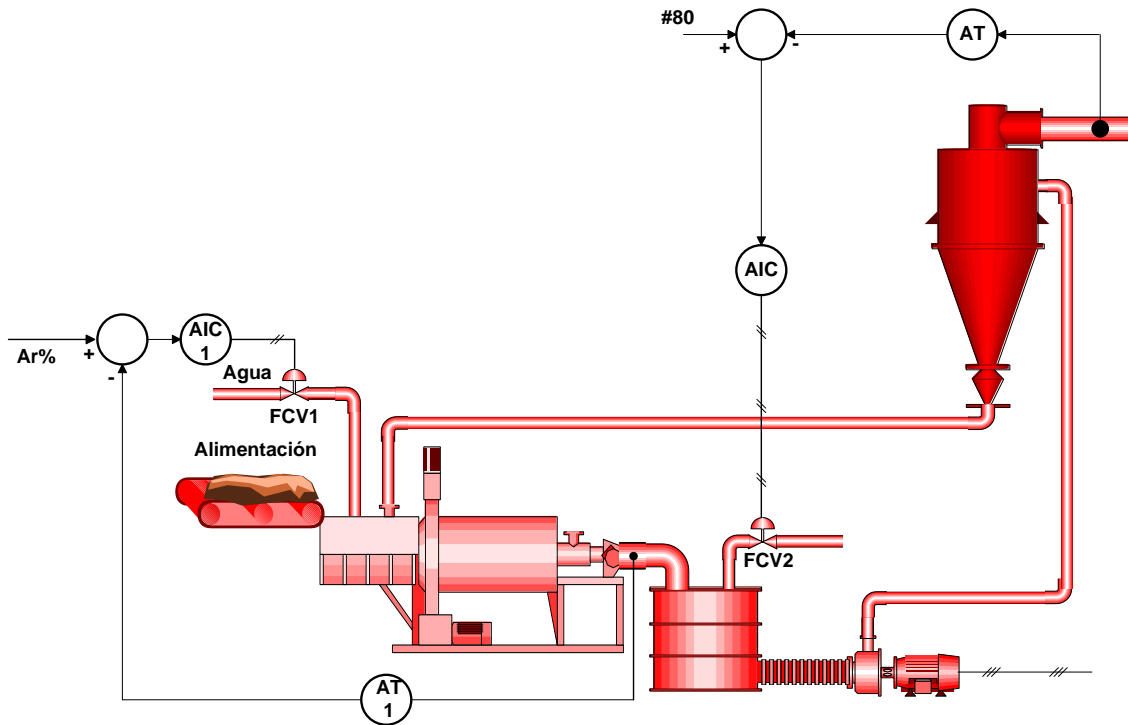 #80
+
-
AT
AIC
Ar%
+
-
AIC
1
Agua
FCV1
Alimentación
FCV2
AT
1